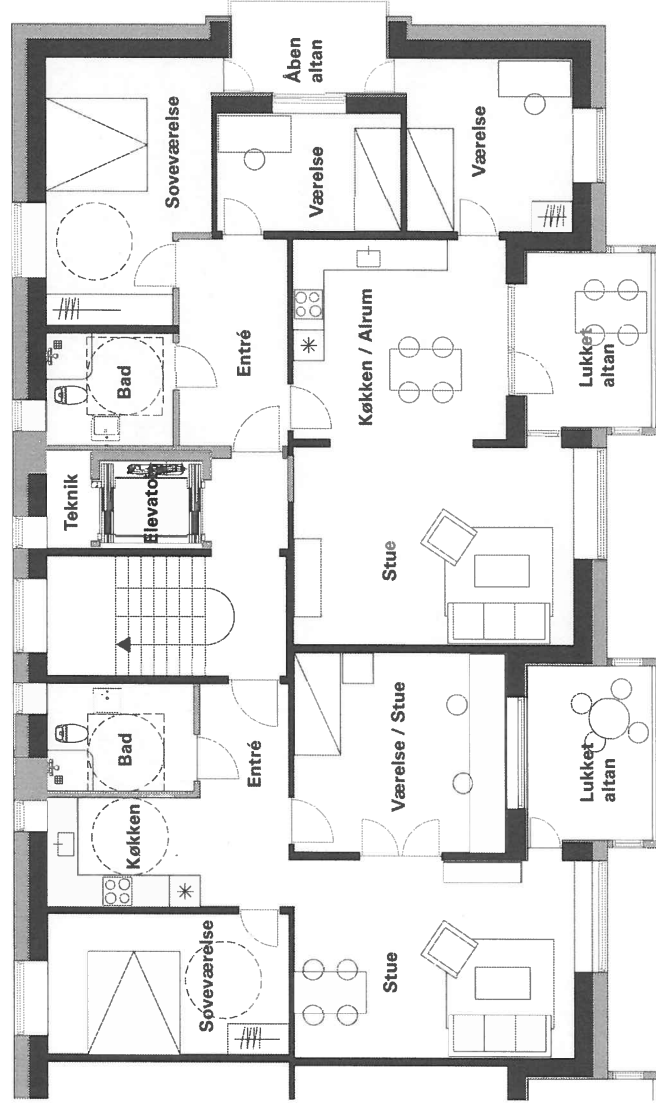 Åben
altan
Soveværelse
Værelse
Værelse
Bad
Entré
Køkken / Alrum
Lukket
altan
Teknik
Elevator
Stue
Bad
Entré
Værelse / Stue
Lukket
altan
Køkken
Soveværelse
Stue